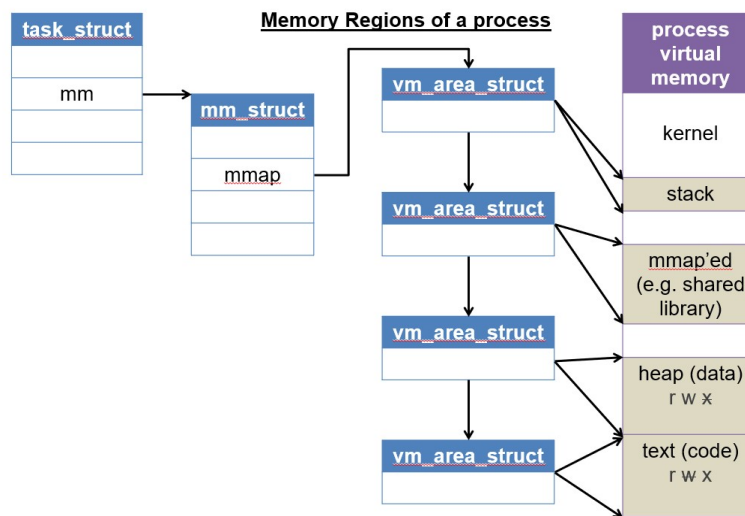 Memory Regions of a process
task_struct
mm
mm_struct
mmap
vm_area_struct
vm_area_struct
vm_area_struct
vm_area_struct
process
virtual
memory
kernel
stack
mmap'ed
(e.g. shared
library)
heap (data)
r w x
text (code)
r w x